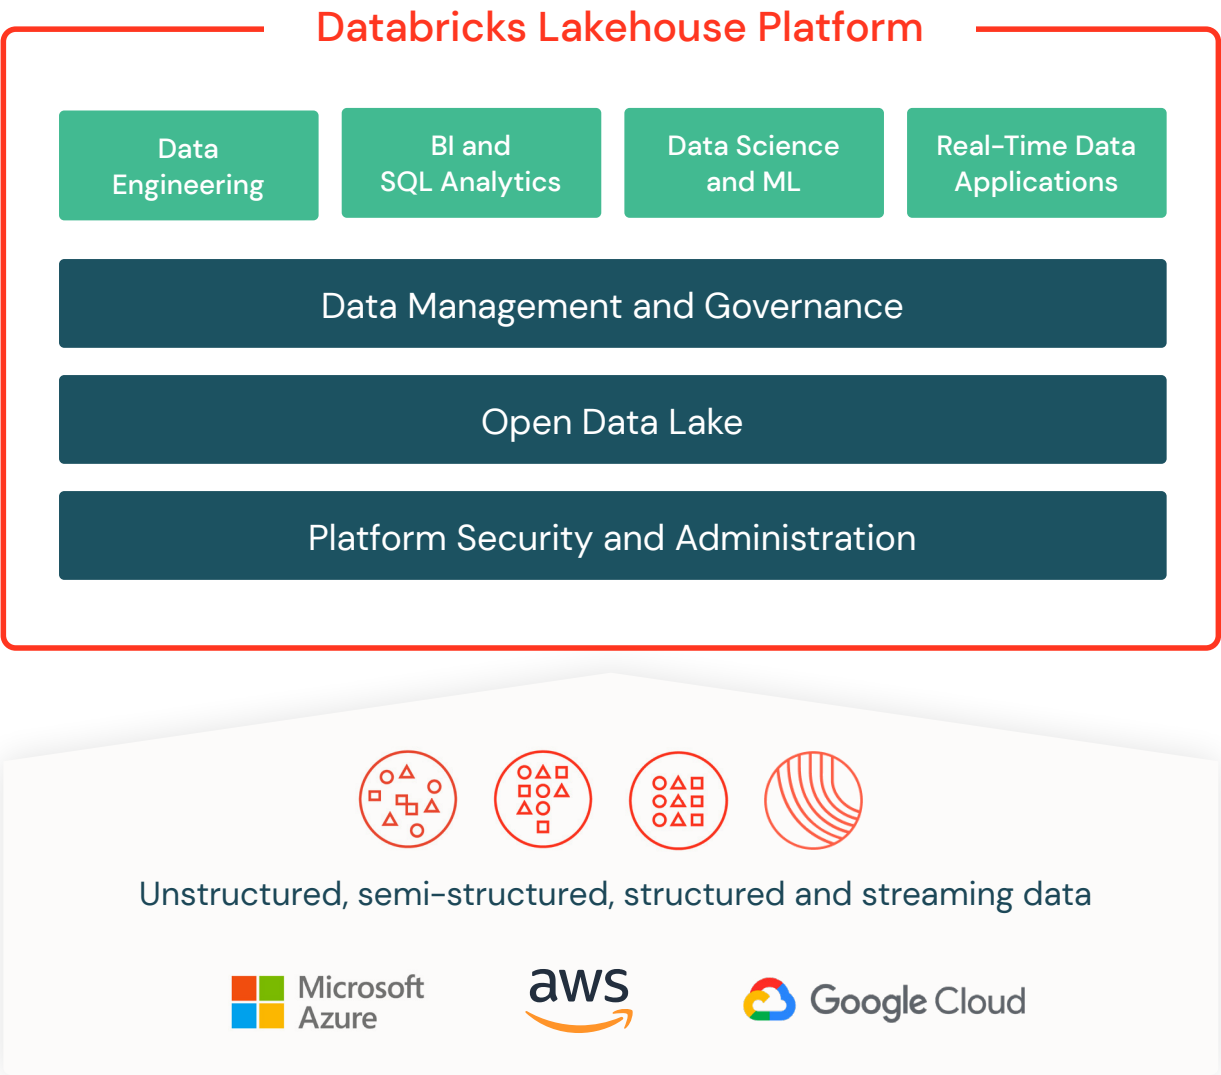 Databricks Lakehouse Platform
Data
Engineering
BI and
SQL Analytics
Data Science
and ML
Real-Time Data
Applications
Data Management and Governance
Open Data Lake
Platform Security and Administration
Unstructured, semi-structured, structured and streaming data
Microsoft
Azure
aws
Google Cloud